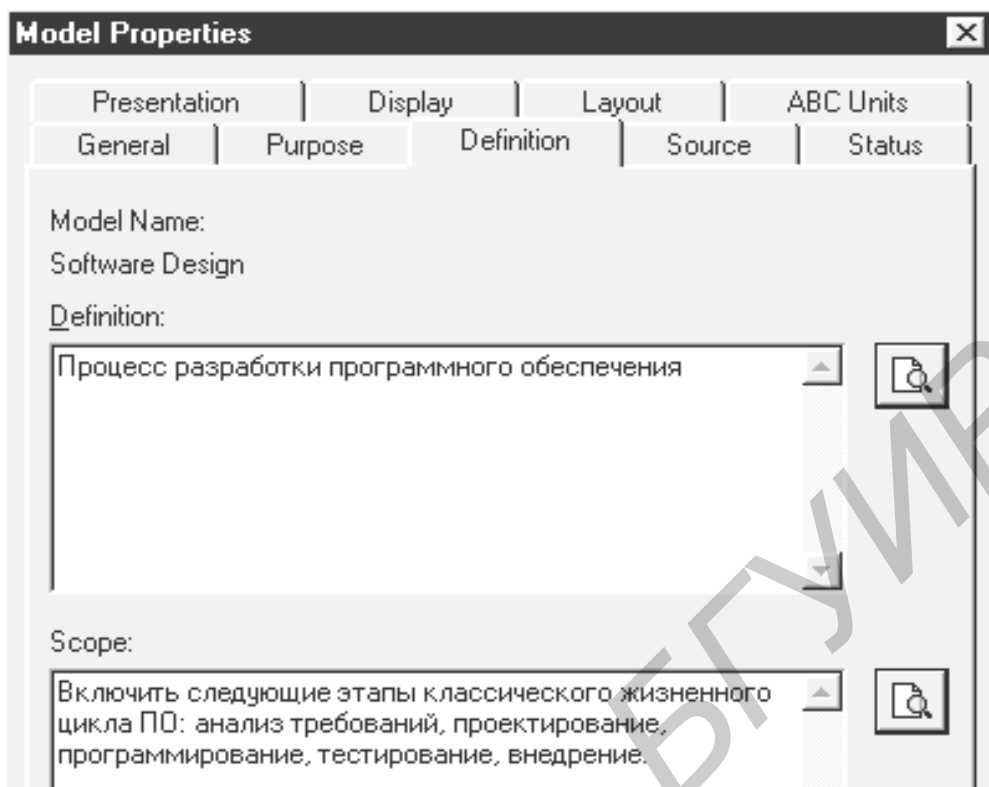 Model Properties
Presentation Display Layout ABC Units
General Purpose Definition Source Status
Model Name:
Software Design
Definition:
Процесс разработки программного обеспечения
Scope:
Включить следующие этапы классического жизненного
цикла ПО: анализ требований, проектирование,
программирование, тестирование, внедрение.
БГУИР